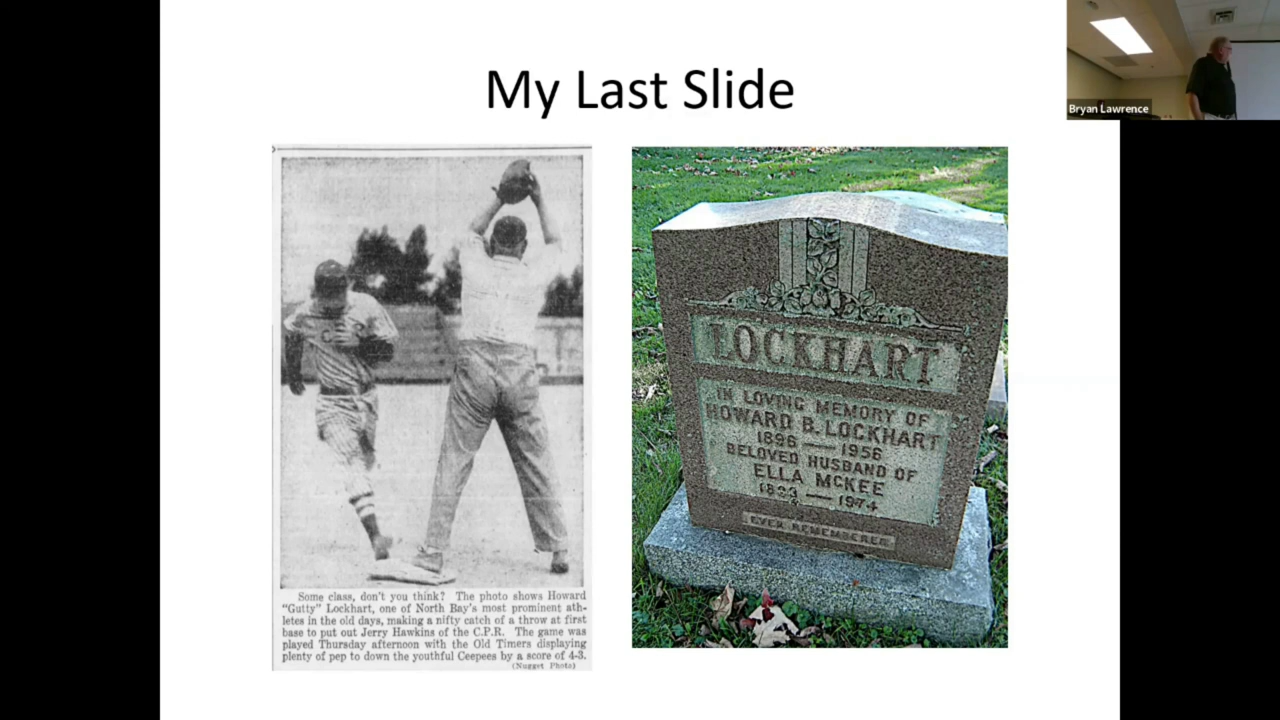 My Last Slide
Bryan Lawrence
Some class, don't you think? The photo shows Howard
"Gutty" Lockhart, one of North Bay's most prominent ath-
letes in the old days, making a nifty catch of a throw at first
base to put out Jerry Hawkins of the C.P.R. The game was
played Thursday afternoon with the Old Timers displaying
plenty of pep to down the youthful Ceepees by a score of 4-3.
(Nugget Photo)
LOCKHART
IN LOVING MEMORY OF
HOWARD B. LOCKHART
1896 — 1956
BELOVED HUSBAND OF
ELLA MCKEE
— 1974
EVER REMEMBERED